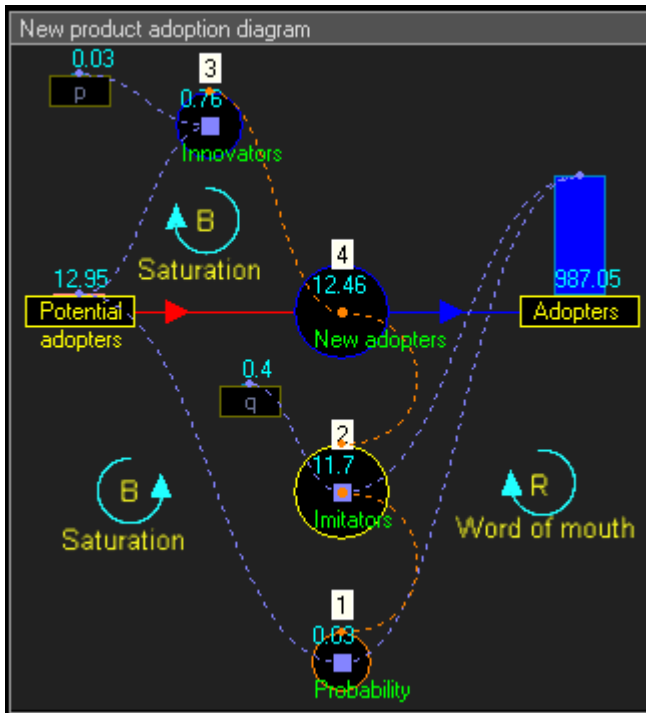 New product adoption diagram
0.03
p
3
0.76
Innovators
B
Saturation
12.95
Potential
adopters
4
12.46
New adopters
987.05
Adopters
0.4
q
2
11.7
Imitators
B
Saturation
R
Word of mouth
1
0.03
Probability